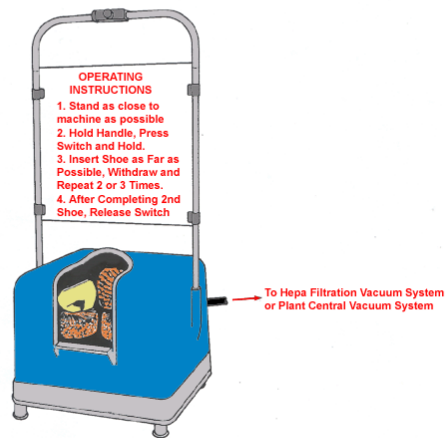 OPERATING
INSTRUCTIONS
1. Stand as close to
machine as possible
2. Hold Handle, Press
Switch and Hold.
3. Insert Shoe as Far as
Possible, Withdraw and
Repeat 2 or 3 Times.
4. After Completing 2nd
Shoe, Release Switch
To Hepa Filtration Vacuum System
or Plant Central Vacuum System